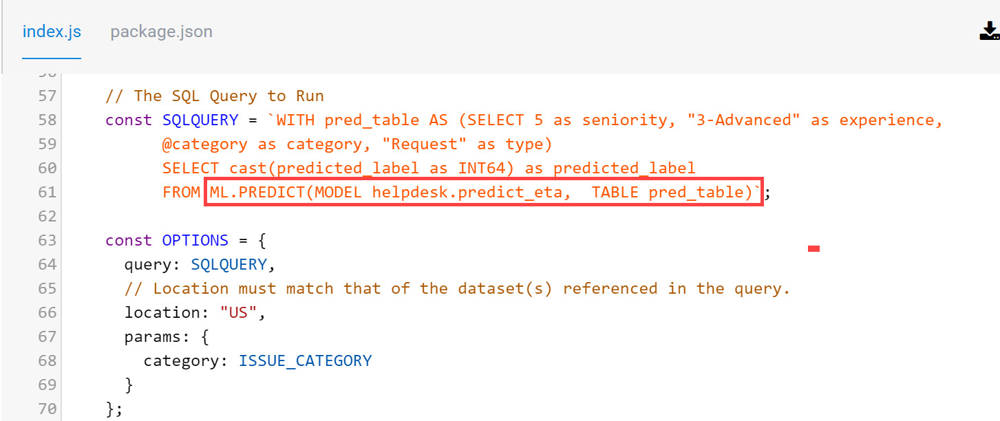 index.js package.json
57 // The SQL Query to Run
58 const SQLQUERY = `WITH pred_table AS (SELECT 5 as seniority, "3-Advanced" as experience,
59 @category as category, "Request" as type)
60 SELECT cast(predicted_label as INT64) as predicted_label
61 FROM ML.PREDICT(MODEL helpdesk.predict_eta,  TABLE pred_table)`;
62
63 const OPTIONS = {
64 query: SQLQUERY,
65 // Location must match that of the dataset(s) referenced in the query.
66 location: "US",
67 params: {
68 category: ISSUE_CATEGORY
69 }
70 };